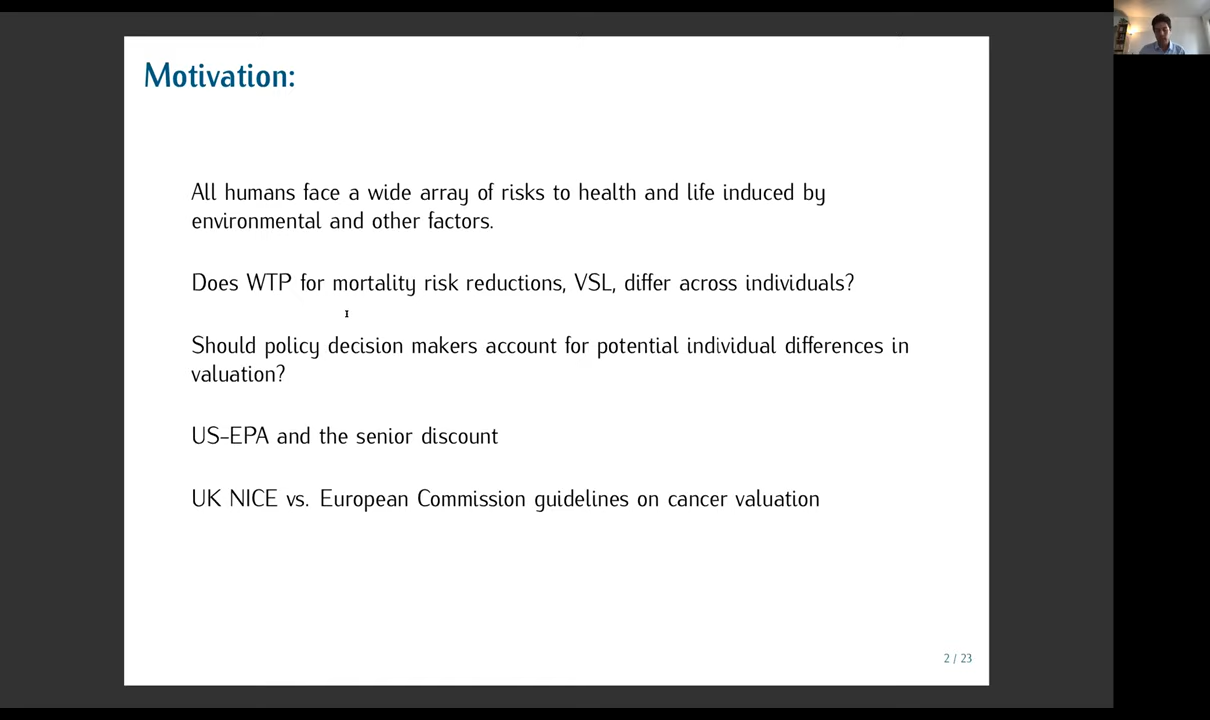 Motivation:
All humans face a wide array of risks to health and life induced by
environmental and other factors.
Does WTP for mortality risk reductions, VSL, differ across individuals?
Should policy decision makers account for potential individual differences in
valuation?
US-EPA and the senior discount
UK NICE vs. European Commission guidelines on cancer valuation
2 / 23